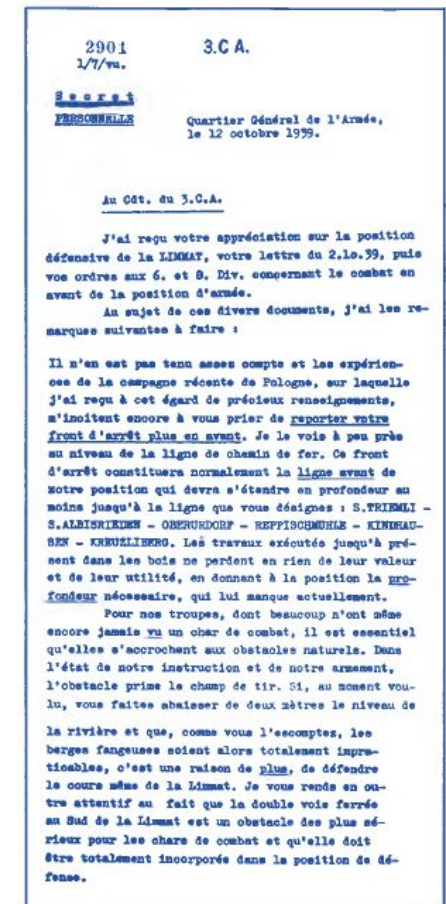 2901
3.C A.
1/7/vu.
Secret
PERSONNELLE
Quartier Général de l'Armée,
le 12 octobre 1939.
Au Cdt. du 3.C.A.
J'ai reçu votre appréciation sur la position
défensive de la LIMMAT, votre lettre du 2.10.39, puis
vos ordres aux 6. et 8. Div. concernant le combat en
avant de la position d'armée.
Au sujet de ces divers documents, j'ai les re-
marques suivantes à faire :
Il n'en est pas tenu assez compte et les expérien-
ces de la campagne récente de Pologne, sur laquelle
j'ai reçu à cet égard de précieux renseignements,
m'incitent encore à vous prier de reporter votre
front d'arrêt plus en avant. Je le vois à peu près
au niveau de la ligne de chemin de fer. Ce front
d'arrêt constituera normalement la ligne avant de
notre position qui devra s'étendre en profondeur au
moins jusqu'à la ligne que vous désignez : S.TRIEMLI -
S.ALBISRIEDEN - OBERURDORF - REPPISCHMÜHLE - KINDHAU-
SEN - KREUZLIBERG. Les travaux exécutés jusqu'à pré-
sent dans les bois ne perdent en rien de leur valeur
et de leur utilité, en donnant à la position la pro-
fondeur nécessaire, qui lui manque actuellement.
Pour nos troupes, dont beaucoup n'ont même
encore jamais vu un char de combat, il est essentiel
qu'elles s'accrochent aux obstacles naturels. Dans
l'état de notre instruction et de notre armement,
l'obstacle prime le champ de tir. Si, au moment vou-
lu, vous faites abaisser de deux mètres le niveau de
la rivière et que, comme vous l'escomptez, les
berges fangeuses soient alors totalement impra-
ticables, c'est une raison de plus, de défendre
le cours même de la Limmat. Je vous rends en ou-
tre attentif au fait que la double voie ferrée
au Sud de la Limmat est un obstacle des plus sé-
rieux pour les chars de combat et qu'elle doit
être totalement incorporée dans la position de dé-
fense.